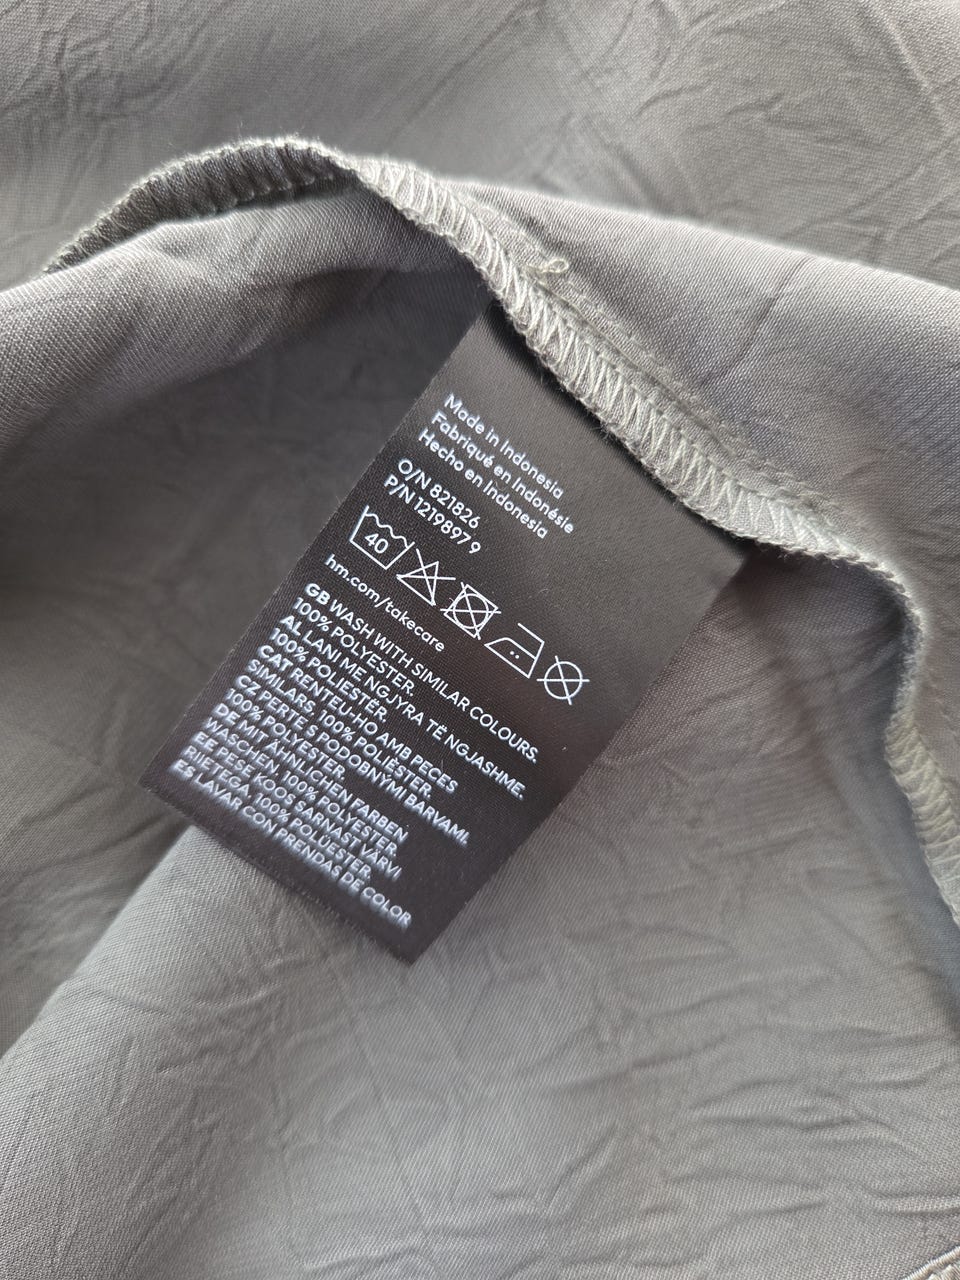 Made in Indonesia
Fabriqué en Indonésie
Hecho en Indonesia
O/N 821826
P/N 12198979
40
hm.com/takecare
GB WASH WITH SIMILAR COLOURS.
100% POLYESTER.
AL LANI ME NGJYRA TË NGJASHME.
100% POLIESTËR.
CAT RENTEU-HO AMB PECES
SIMILARS, 100% POLIÈSTER.
CZ PERTE S PODOBNÝMI BARVAMI.
100% POLYESTER.
DE MIT ÄHNLICHEN FARBEN
WASCHEN, 100% POLYESTER.
EE PESE KOOS SARNAST VÄRVI
RIIETEGA, 100% POLÜESTER.
ES LAVAR CON PRENDAS DE COLOR